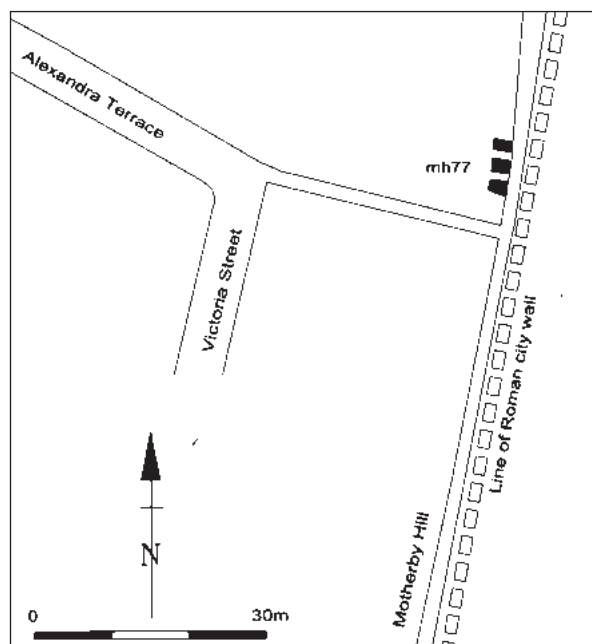 Alexandra Terrace
mh77
Victoria Street
Line of Roman city wall
Motherby Hill
N
0 30m